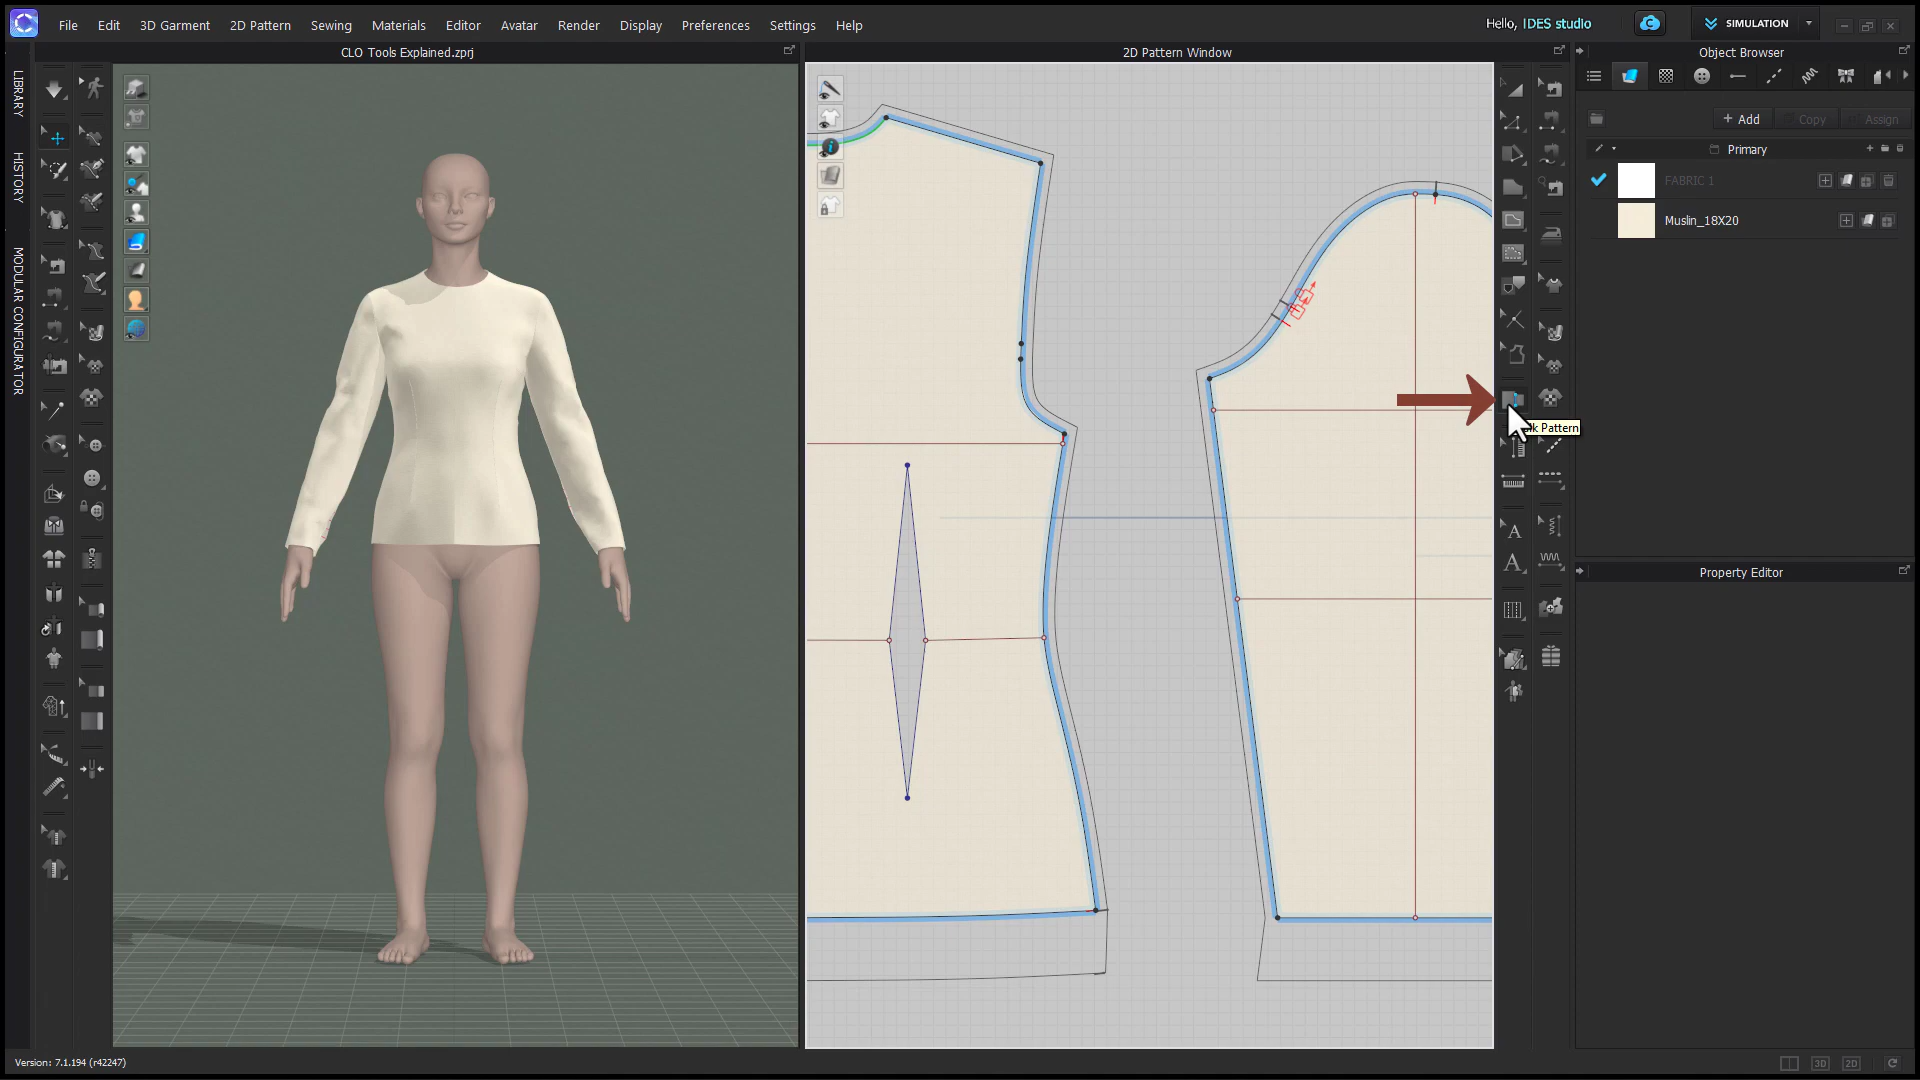 File Edit 3D Garment 2D Pattern Sewing Materials Editor Avatar Render Display Preferences Settings Help
Hello, IDES studio
SIMULATION
CLO Tools Explained.zprj
2D Pattern Window
Object Browser
LIBRARY
HISTORY
MODULAR CONFIGURATOR
+ Add
Copy
Assign
Primary
FABRIC 1
Muslin_18X20
Pattern
Property Editor
Version: 7.1.194 (r42247)
3D
2D